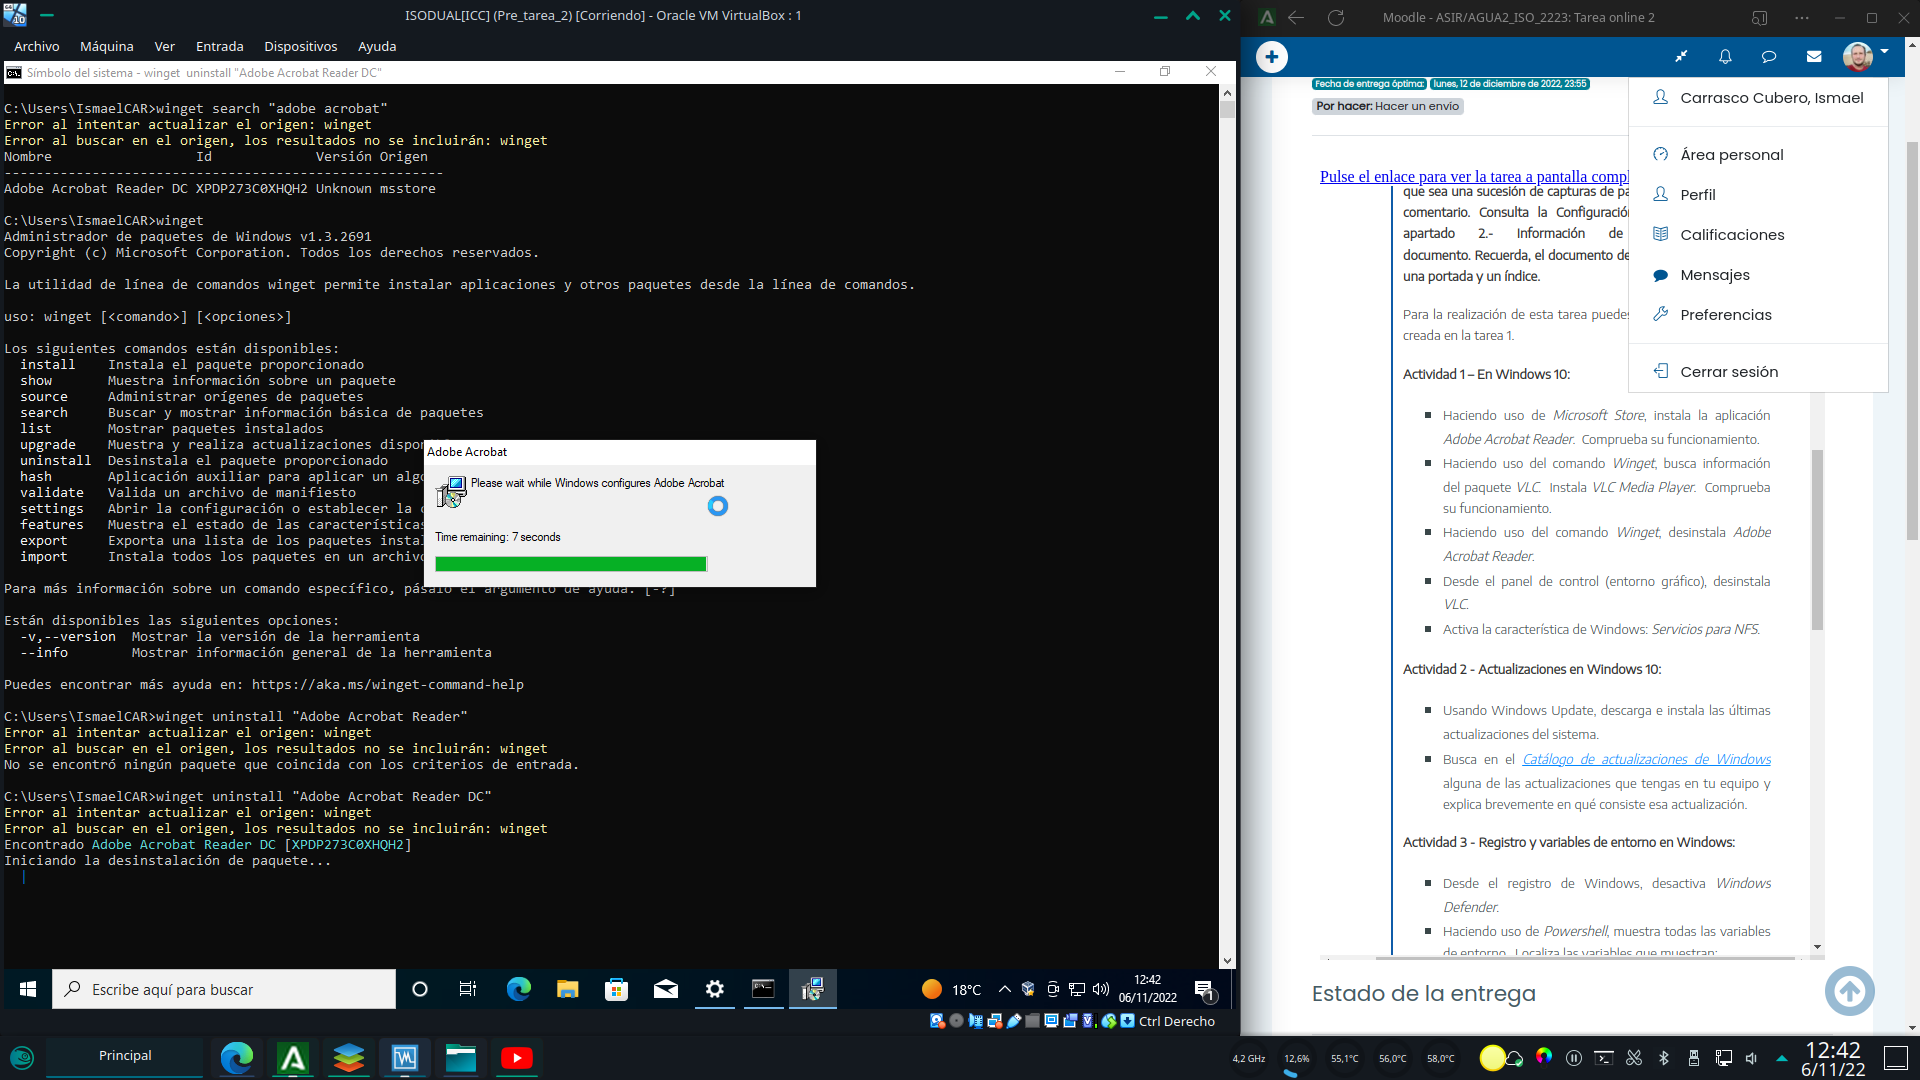 ISODUAL[ICC] (Pre_tarea_2) [Corriendo] - Oracle VM VirtualBox : 1
Archivo Máquina Ver Entrada Dispositivos Ayuda
Símbolo del sistema - winget uninstall "Adobe Acrobat Reader DC"
C:\Users\IsmaelCAR>winget search "adobe acrobat"
Error al intentar actualizar el origen: winget
Error al buscar en el origen, los resultados no se incluirán: winget
Nombre Id Versión Origen
-------------------------------------------------------
Adobe Acrobat Reader DC XPDP273C0XHQH2 Unknown msstore
C:\Users\IsmaelCAR>winget
Administrador de paquetes de Windows v1.3.2691
Copyright (c) Microsoft Corporation. Todos los derechos reservados.
La utilidad de línea de comandos winget permite instalar aplicaciones y otros paquetes desde la línea de comandos.
uso: winget [<comando>] [<opciones>]
Los siguientes comandos están disponibles:
install Instala el paquete proporcionado
show Muestra información sobre un paquete
source Administrar orígenes de paquetes
search Buscar y mostrar información básica de paquetes
list Mostrar paquetes instalados
upgrade Muestra y realiza actualizaciones
uninstall Desinstala el paquete proporcionado
hash Aplicación auxiliar para aplicar un
validate Valida un archivo de manifiesto
settings Abrir la configuración o establecer la
features Muestra el estado de las características
export Exporta una lista de los paquetes
import Instala todos los paquetes en un archivo
Para más información sobre un comando específico, pásalo el argumento de ayuda. [-?]
Están disponibles las siguientes opciones:
-v,--version Mostrar la versión de la herramienta
--info Mostrar información general de la herramienta
Puedes encontrar más ayuda en: https://aka.ms/winget-command-help
C:\Users\IsmaelCAR>winget uninstall "Adobe Acrobat Reader"
Error al intentar actualizar el origen: winget
Error al buscar en el origen, los resultados no se incluirán: winget
No se encontró ningún paquete que coincida con los criterios de entrada.
C:\Users\IsmaelCAR>winget uninstall "Adobe Acrobat Reader DC"
Error al intentar actualizar el origen: winget
Error al buscar en el origen, los resultados no se incluirán: winget
Encontrado Adobe Acrobat Reader DC [XPDP273C0XHQH2]
Iniciando la desinstalación de paquete...
Adobe Acrobat
Please wait while Windows configures Adobe Acrobat
Time remaining: 7 seconds
Escribe aquí para buscar
18°C
12:42
06/11/2022
1
Ctrl Derecho
Moodle - ASIR/AGUA2_ISO_2223: Tarea online 2
Fecha de entrega óptima: lunes, 12 de diciembre de 2022, 23:55
Por hacer: Hacer un envío
Carrasco Cubero, Ismael
Área personal
Perfil
Calificaciones
Mensajes
Preferencias
Cerrar sesión
Pulse el enlace para ver la tarea a pantalla
que sea una sucesión de capturas de
comentario. Consulta la Configuración
apartado 2.- Información de
documento. Recuerda, el documento
una portada y un índice.
Para la realización de esta tarea
creada en la tarea 1.
Actividad 1 – En Windows 10:
Haciendo uso de Microsoft Store, instala la aplicación
Adobe Acrobat Reader. Comprueba su funcionamiento.
Haciendo uso del comando Winget, busca información
del paquete VLC. Instala VLC Media Player. Comprueba
su funcionamiento.
Haciendo uso del comando Winget, desinstala Adobe
Acrobat Reader.
Desde el panel de control (entorno gráfico), desinstala
VLC.
Activa la característica de Windows: Servicios para NFS.
Actividad 2 - Actualizaciones en Windows 10:
Usando Windows Update, descarga e instala las últimas
actualizaciones del sistema.
Busca en el Catálogo de actualizaciones de Windows
alguna de las actualizaciones que tengas en tu equipo y
explica brevemente en qué consiste esa actualización.
Actividad 3 - Registro y variables de entorno en Windows:
Desde el registro de Windows, desactiva Windows
Defender.
Haciendo uso de Powershell, muestra todas las variables
de entorno. Localiza las variables que muestran:
Estado de la entrega
Principal
4,2 GHz 12,6% 55,1°C 56,0°C 58,0°C
12:42
6/11/22